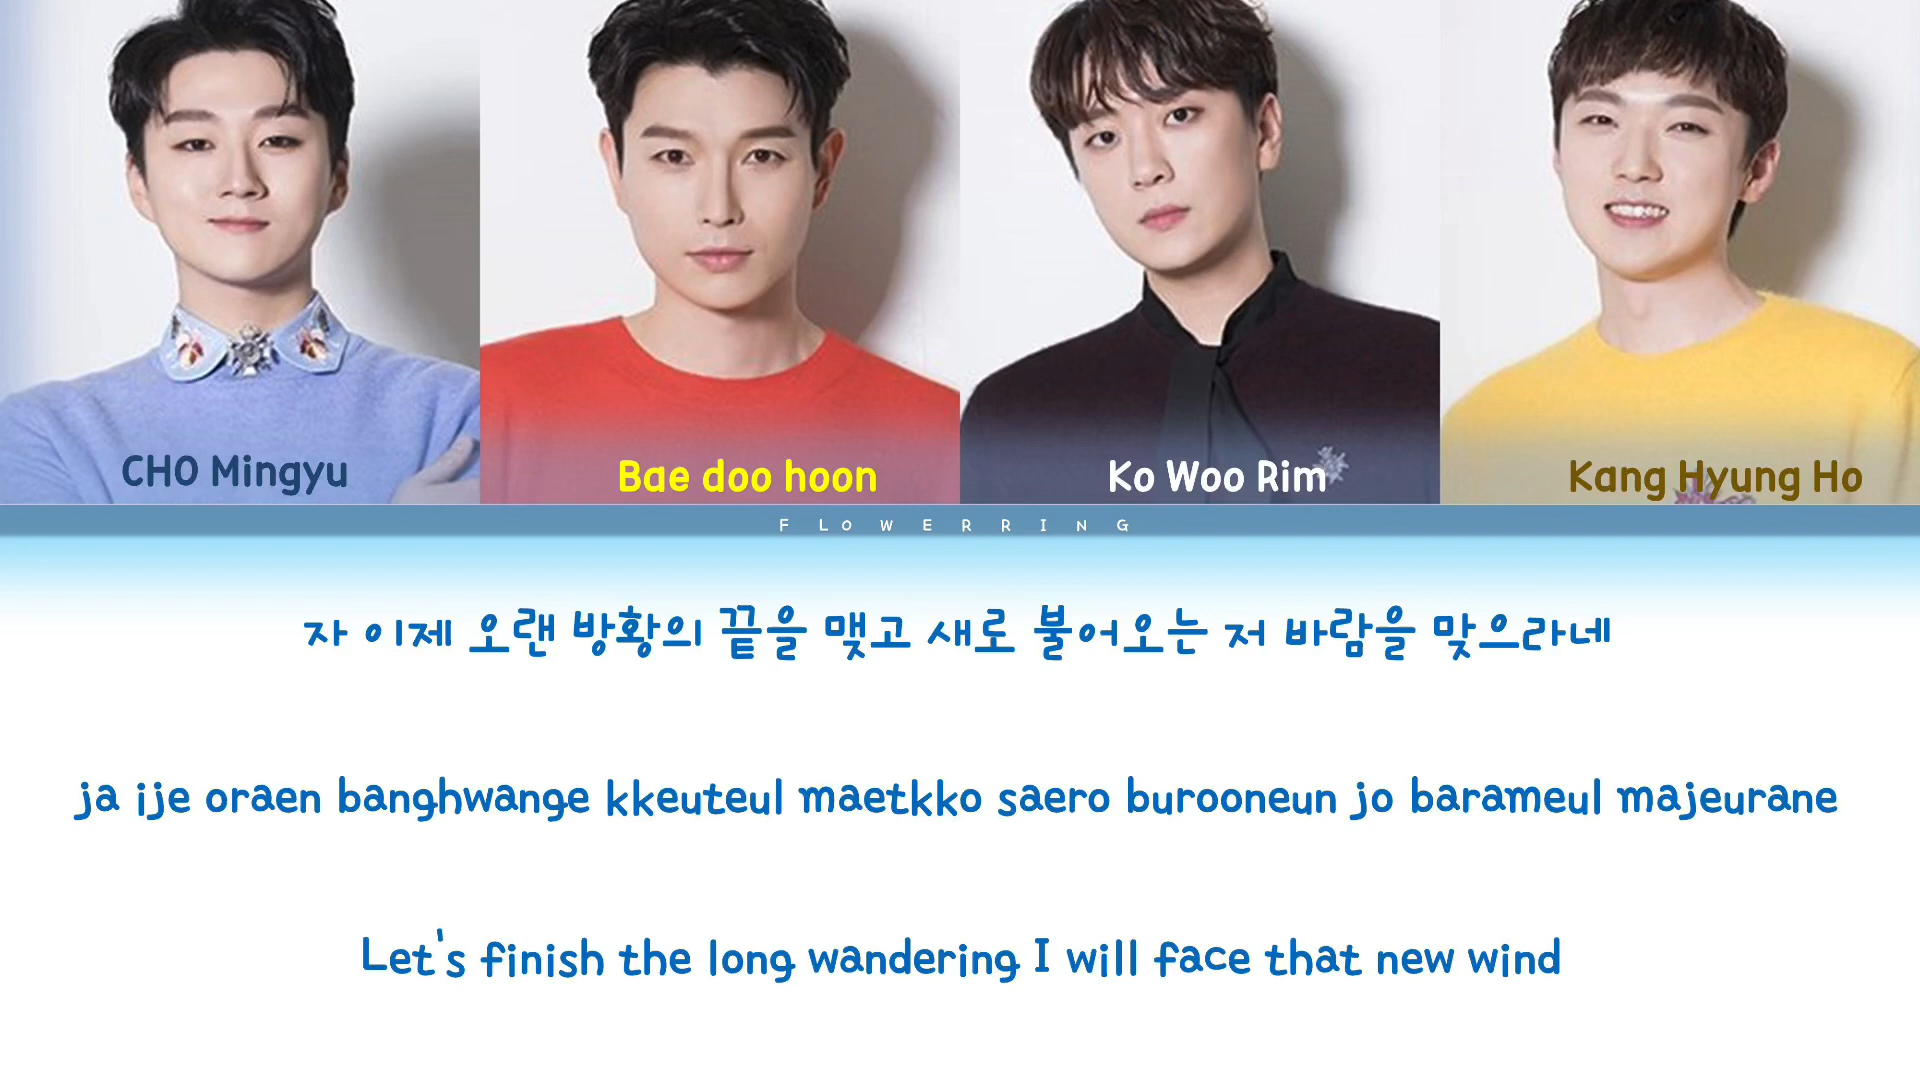 CHO Mingyu
Bae doo hoon
Ko Woo Rim
Kang Hyung Ho
FLOWERRING
자 이제 오랜 방황의 끝을 맺고 새로 불어오는 저 바람을 맞으라네
ja ije oraen banghwange kkeuteul maetkko saero burooneun jo barameul majeurane
Let's finish the long wandering I will face that new wind